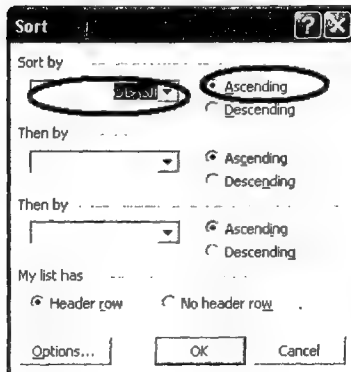 Sort
Sort by
الدرجات
Ascending
Descending
Then by
Ascending
Descending
Then by
Ascending
Descending
My list has
Header row
No header row
Options...
OK
Cancel